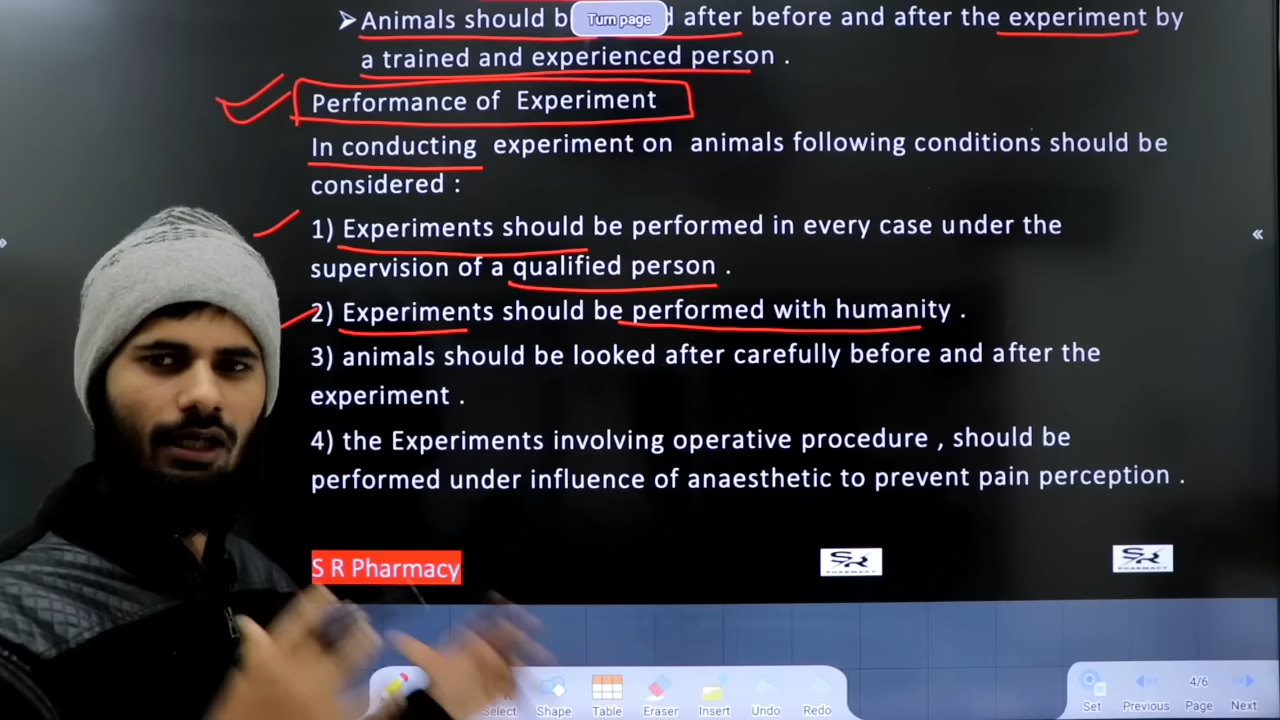 ➤Animals should b Turn page d after before and after the experiment by
a trained and experienced person .
Performance of Experiment
In conducting experiment on animals following conditions should be
considered :
1) Experiments should be performed in every case under the
supervision of a qualified person .
2) Experiments should be performed with humanity .
3) animals should be looked after carefully before and after the
experiment .
4) the Experiments involving operative procedure , should be
performed under influence of anaesthetic to prevent pain perception .
S R Pharmacy
SR PHARMACY
SR PHARMACY
Select Shape Table Eraser Insert Undo Redo
Set Previous 4/6 Page Next